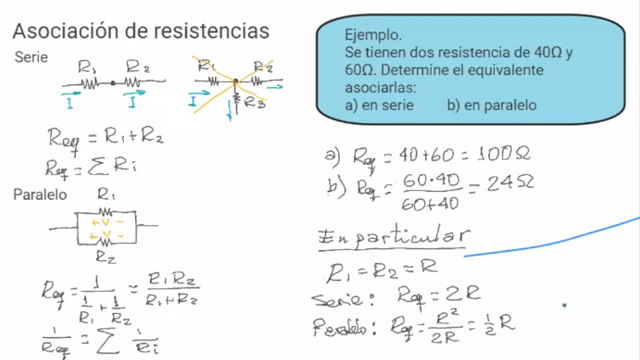 Asociación de resistencias
Serie
R₁ R₂
I I
R₁ R₂
R₃
I
Req = R₁+R₂
Req = ∑ Ri
Paralelo
R₁
+ V -
+ V -
R₂
Req = 1/(1/R₁ + 1/R₂) = R₁R₂/(R₁+R₂)
1/Req = ∑ 1/Ri
Ejemplo.
Se tienen dos resistencia de 40Ω y
60Ω. Determine el equivalente
asociarlas:
a) en serie b) en paralelo
a) Req = 40+60 = 100Ω
b) Req = 60·40/(60+40) = 24Ω
En particular
R₁ = R₂ = R
Serie: Req = 2R
Paralelo: Req = R²/2R = ½R